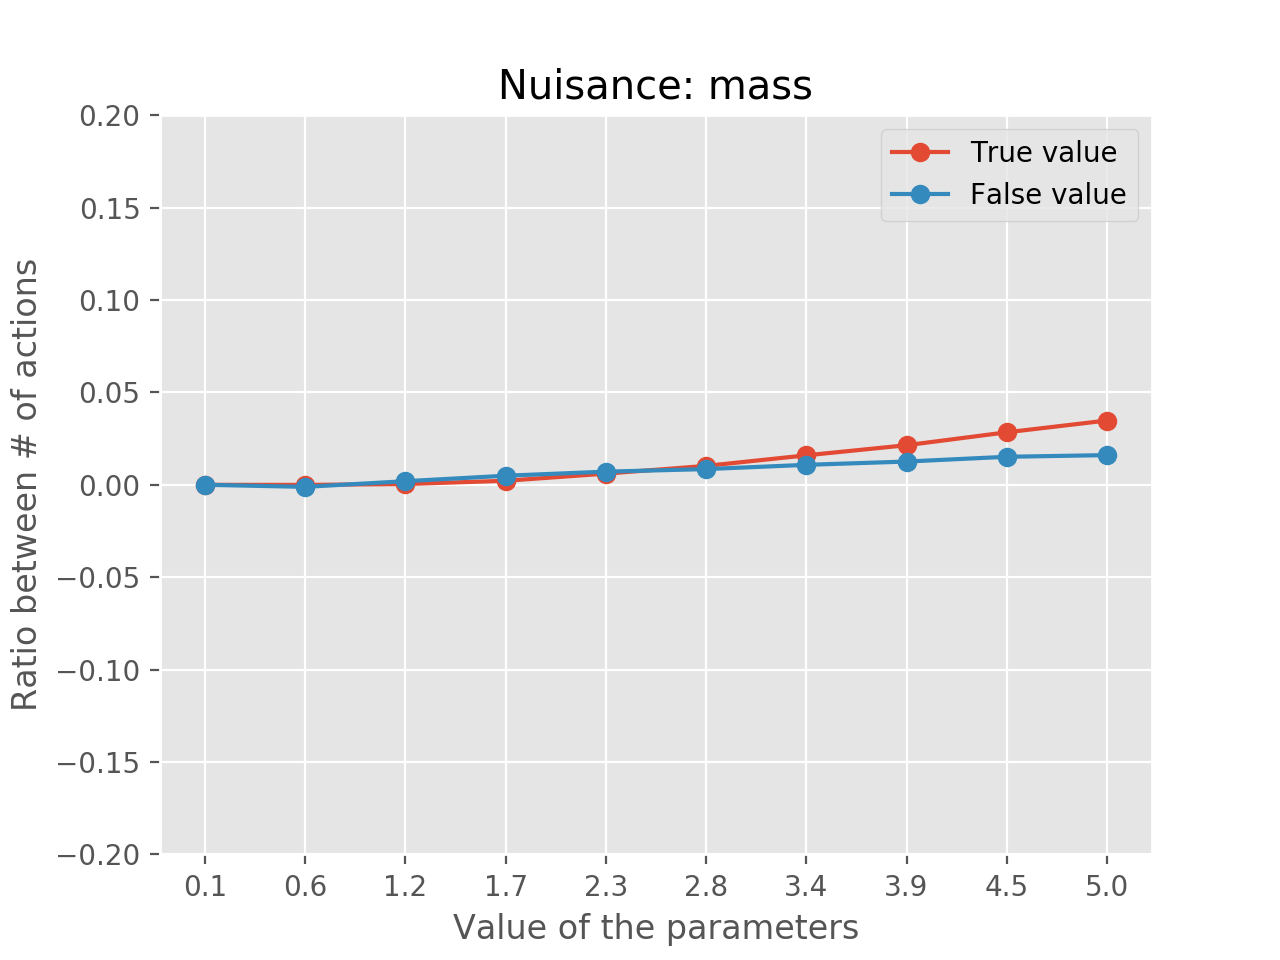 Nuisance: mass
True value
False value
Ratio between # of actions
0.20
0.15
0.10
0.05
0.00
−0.05
−0.10
−0.15
−0.20
0.1 0.6 1.2 1.7 2.3 2.8 3.4 3.9 4.5 5.0
Value of the parameters